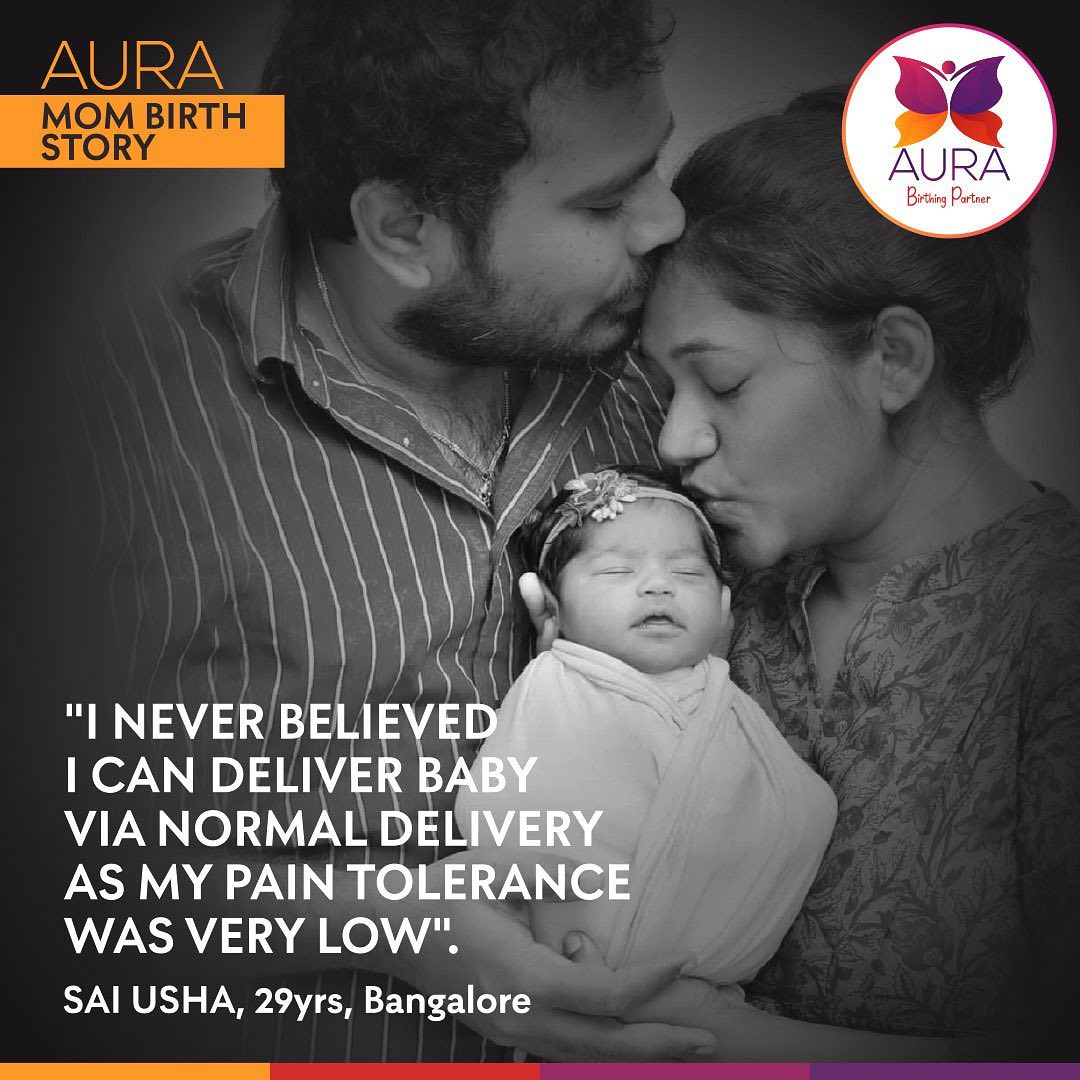 AURA
MOM BIRTH
STORY
AURA
Birthing Partner
"I NEVER BELIEVED
I CAN DELIVER BABY
VIA NORMAL DELIVERY
AS MY PAIN TOLERANCE
WAS VERY LOW".
SAI USHA, 29yrs, Bangalore